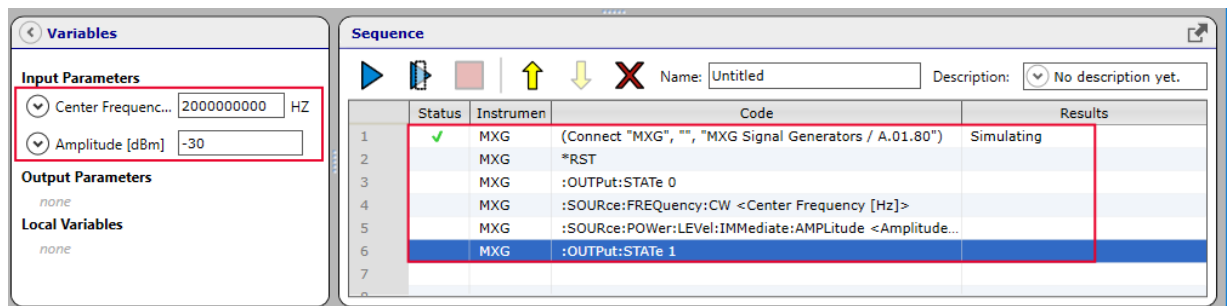 Variables
Input Parameters
Center Frequenc... 2000000000 HZ
Amplitude [dBm] -30
Output Parameters
none
Local Variables
none
Sequence
Name: Untitled Description: No description yet.
Status Instrumen Code Results
1 MXG (Connect "MXG", "", "MXG Signal Generators / A.01.80") Simulating
2 MXG *RST
3 MXG :OUTPut:STATe 0
4 MXG :SOURce:FREQuency:CW <Center Frequency [Hz]>
5 MXG :SOURce:POWer:LEVel:IMMediate:AMPLitude <Amplitude...
6 MXG :OUTPut:STATe 1
7